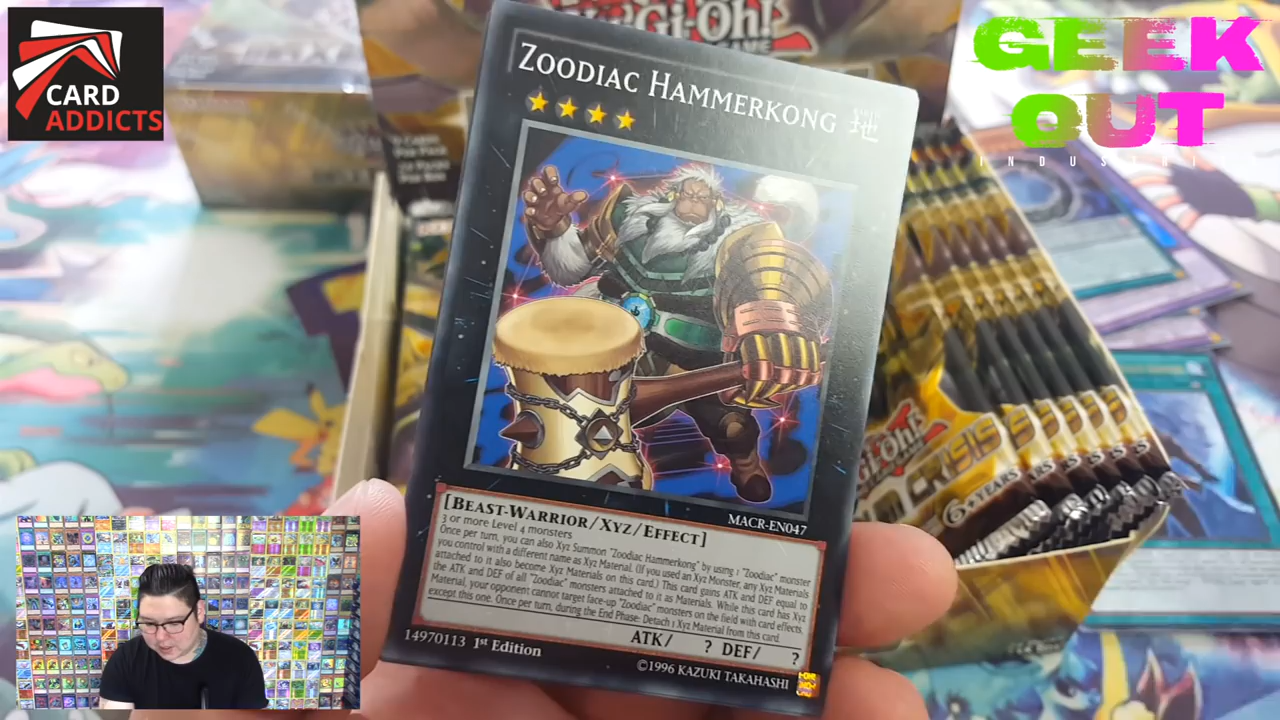 CARD
ADDICTS
GEEK
OUT
INDUSTRIES
Yu-Gi-Oh!
GAME
ZOODIAC HAMMERKONG 地
[BEAST-WARRIOR/XYZ/EFFECT]
MACR-EN047
3 or more Level 4 monsters
Once per turn, you can also Xyz Summon "Zoodiac Hammerkong" by using 1 "Zoodiac" monster
you control with a different name as Xyz Material. (If you used an Xyz Monster, any Xyz Materials
attached to it also become Xyz Materials on this card.) This card gains ATK and DEF equal to
the ATK and DEF of all "Zoodiac" monsters attached to it as Materials. While this card has Xyz
Material, your opponent cannot target face-up "Zoodiac" monsters on the field with card effects,
except this one. Once per turn, during the End Phase: Detach 1 Xyz Material from this card.
ATK/ ? DEF/ ?
14970113 1st Edition
©1996 KAZUKI TAKAHASHI
Gi-Oh!
CRISIS
6+ YEARS